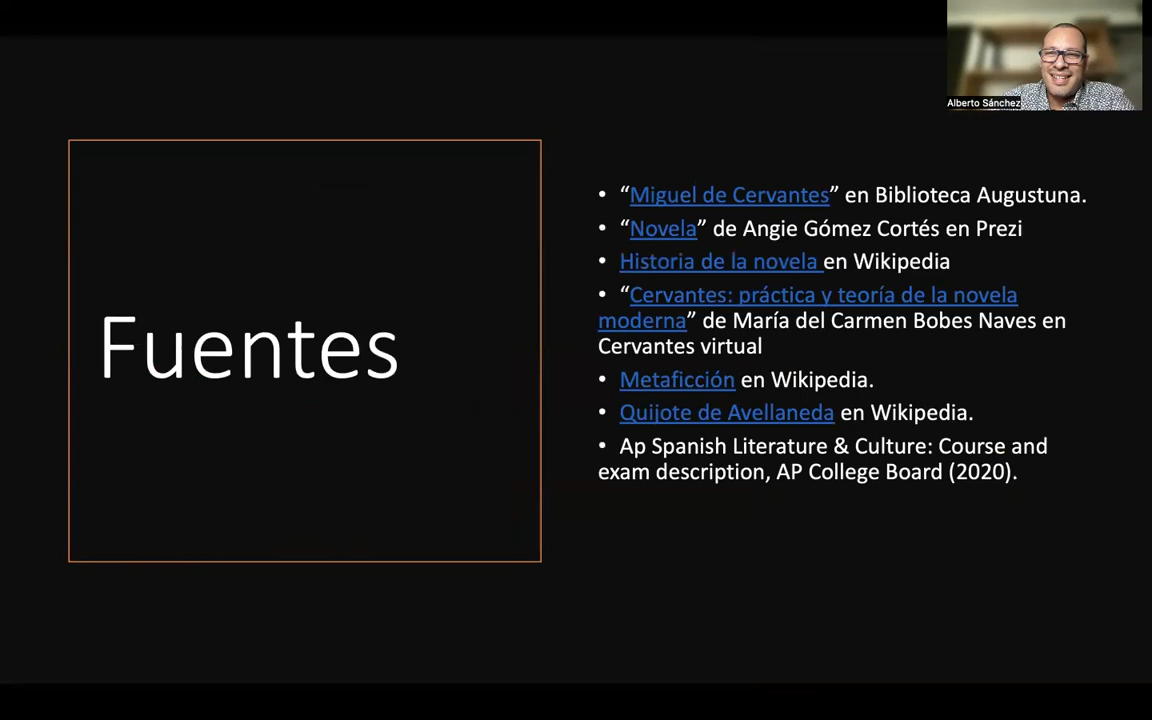 Alberto Sánchez
Fuentes
• “Miguel de Cervantes” en Biblioteca Augustuna.
• “Novela” de Angie Gómez Cortés en Prezi
• Historia de la novela en Wikipedia
• “Cervantes: práctica y teoría de la novela
moderna” de María del Carmen Bobes Naves en
Cervantes virtual
• Metaficción en Wikipedia.
• Quijote de Avellaneda en Wikipedia.
• Ap Spanish Literature & Culture: Course and
exam description, AP College Board (2020).